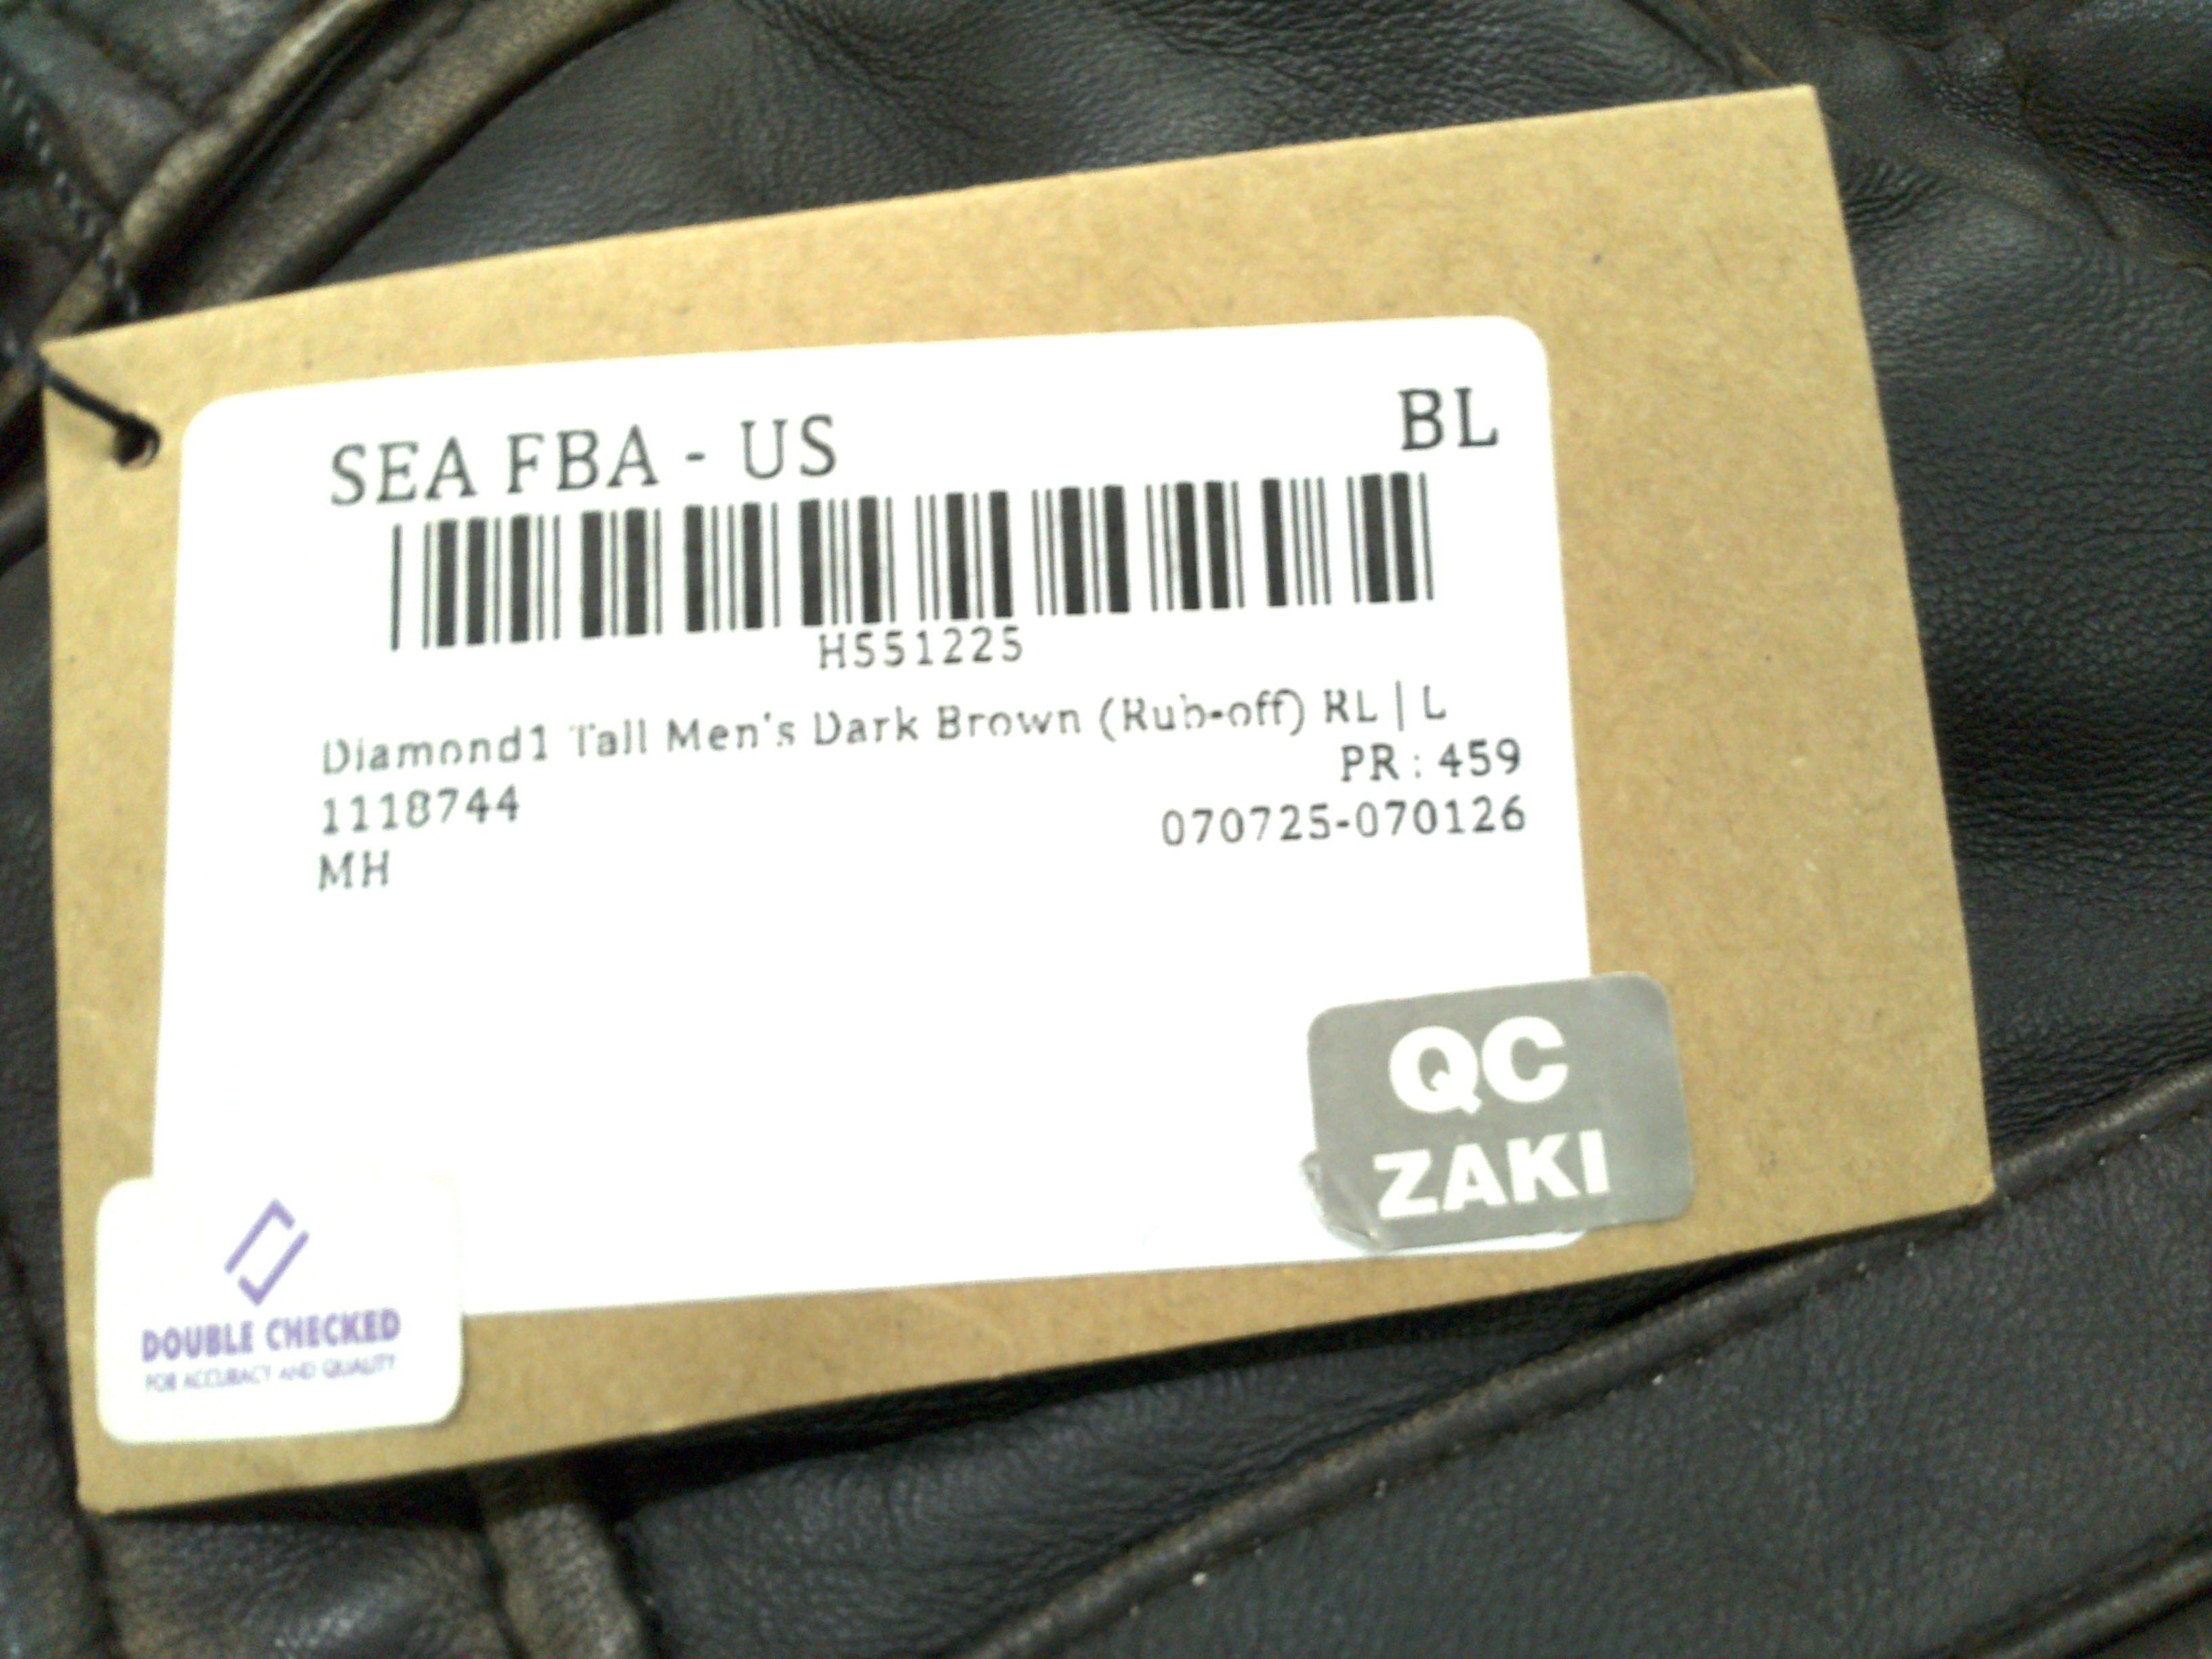 SEA FBA - US
BL
H551225
Diamond1 Tall Men's Dark Brown (Rub-off) RL | L
PR : 459
1118744
070725-070126
MH
QC
ZAKI
DOUBLE CHECKED
FOR ACCURACY AND QUALITY